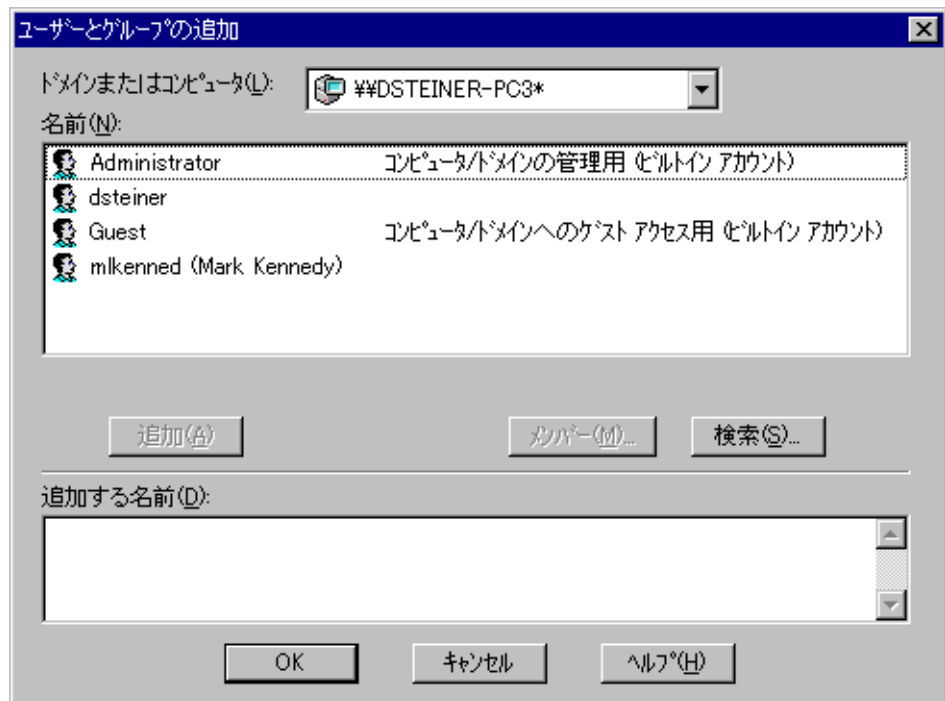 ﾕｰｻﾞｰとｸﾞﾙｰﾌﾟの追加
ﾄﾞﾒｲﾝまたはｺﾝﾋﾟｭｰﾀ(L):
¥¥DSTEINER-PC3*
名前(N):
Administrator ｺﾝﾋﾟｭｰﾀ/ﾄﾞﾒｲﾝの管理用 (ﾋﾞﾙﾄｲﾝ ｱｶｳﾝﾄ)
dsteiner
Guest ｺﾝﾋﾟｭｰﾀ/ﾄﾞﾒｲﾝへのｹﾞｽﾄ ｱｸｾｽ用 (ﾋﾞﾙﾄｲﾝ ｱｶｳﾝﾄ)
mlkenned (Mark Kennedy)
追加(A) ﾒﾝﾊﾞｰ(M)... 検索(S)...
追加する名前(D):
OK ｷｬﾝｾﾙ ﾍﾙﾌﾟ(H)